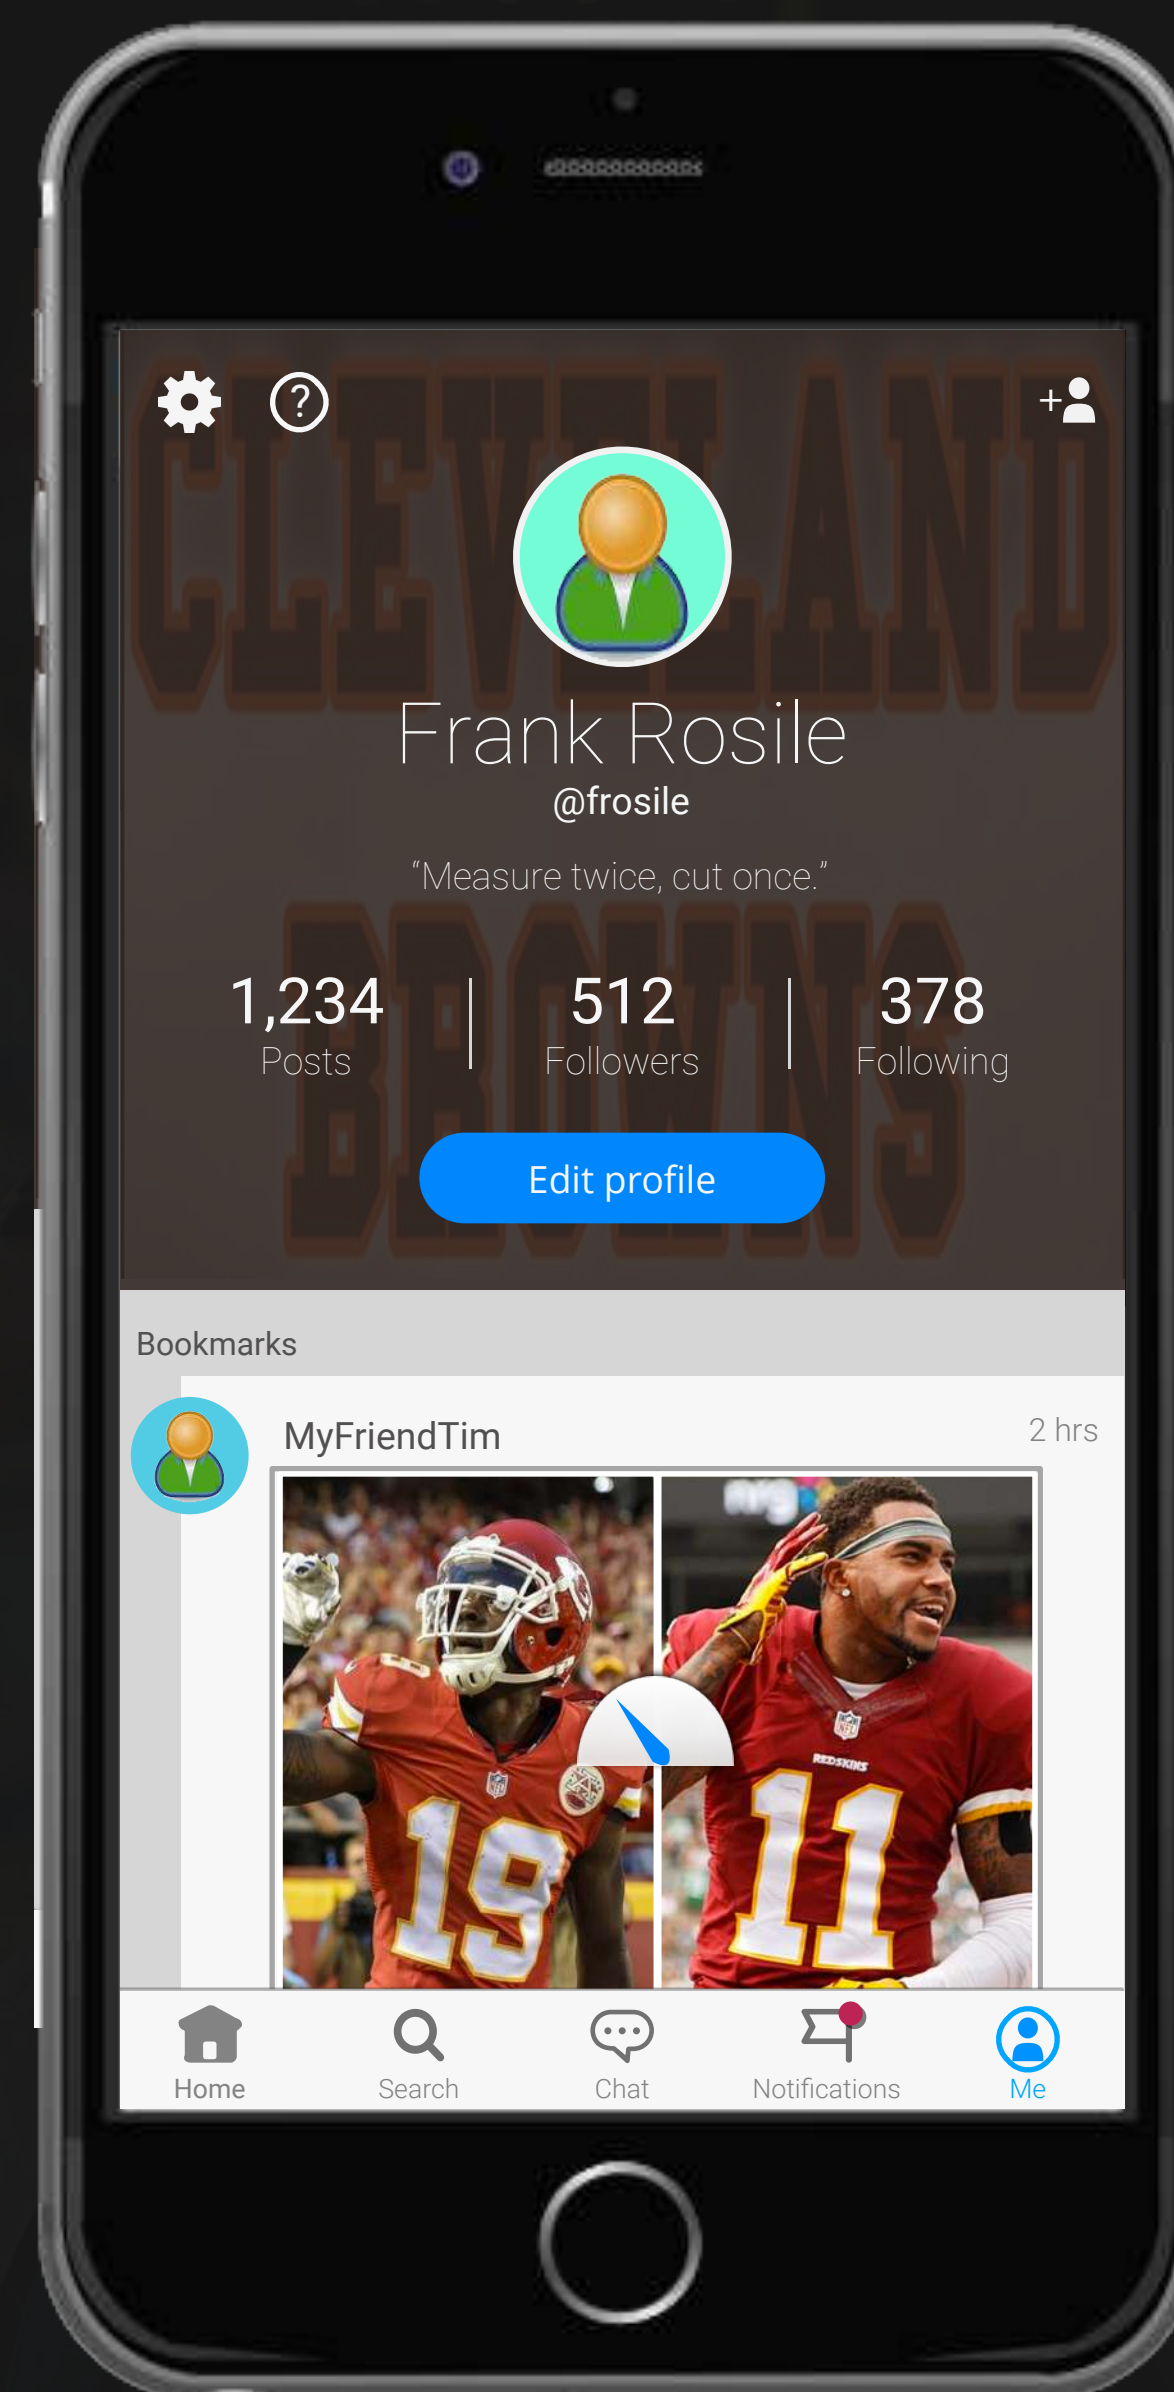 CLEVELAND
?
+
Frank Rosile
@frosile
“Measure twice, cut once.”
BROWNS
1,234
Posts
512
Followers
378
Following
Edit profile
Bookmarks
MyFriendTim
2 hrs
19
REDSKINS
11
Home
Search
Chat
Notifications
Me